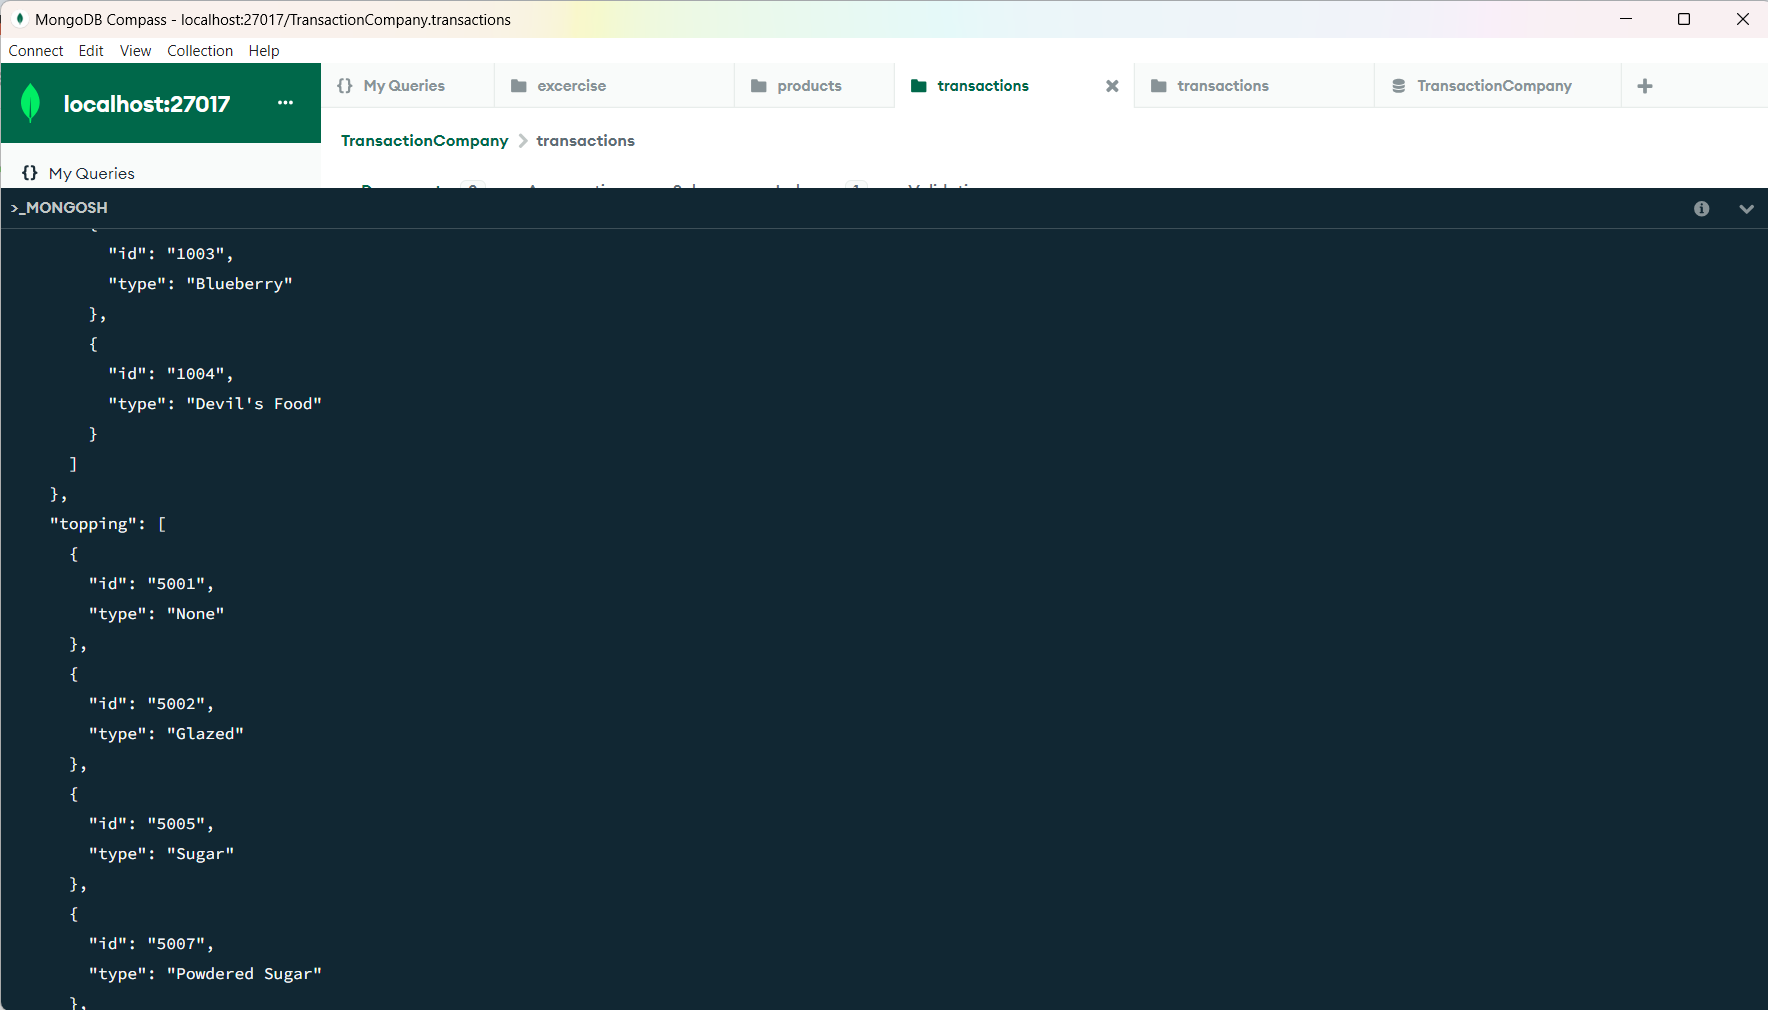 MongoDB Compass - localhost:27017/TransactionCompany.transactions
Connect Edit View Collection Help
localhost:27017 ...
{} My Queries
excercise
products
transactions
transactions
TransactionCompany
TransactionCompany > transactions
{} My Queries
>_MONGOSH
{
"id": "1003",
"type": "Blueberry"
},
{
"id": "1004",
"type": "Devil's Food"
}
]
},
"topping": [
{
"id": "5001",
"type": "None"
},
{
"id": "5002",
"type": "Glazed"
},
{
"id": "5005",
"type": "Sugar"
},
{
"id": "5007",
"type": "Powdered Sugar"
},